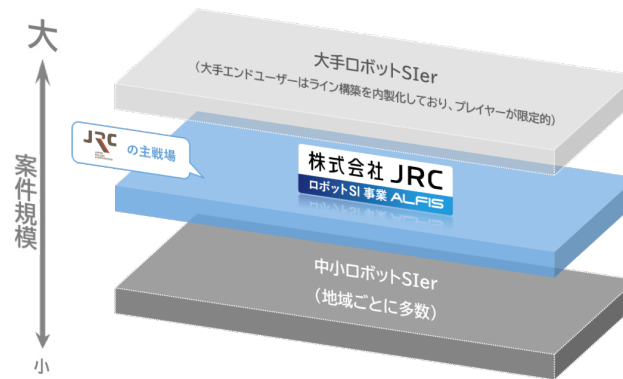 大
案件規模
小
大手ロボットSIer
(大手エンドユーザーはライン構築を内製化しており、プレイヤーが限定的)
JRC の主戦場
株式会社 JRC
ロボットSI 事業 ALFIS
中小ロボットSIer
(地域ごとに多数)